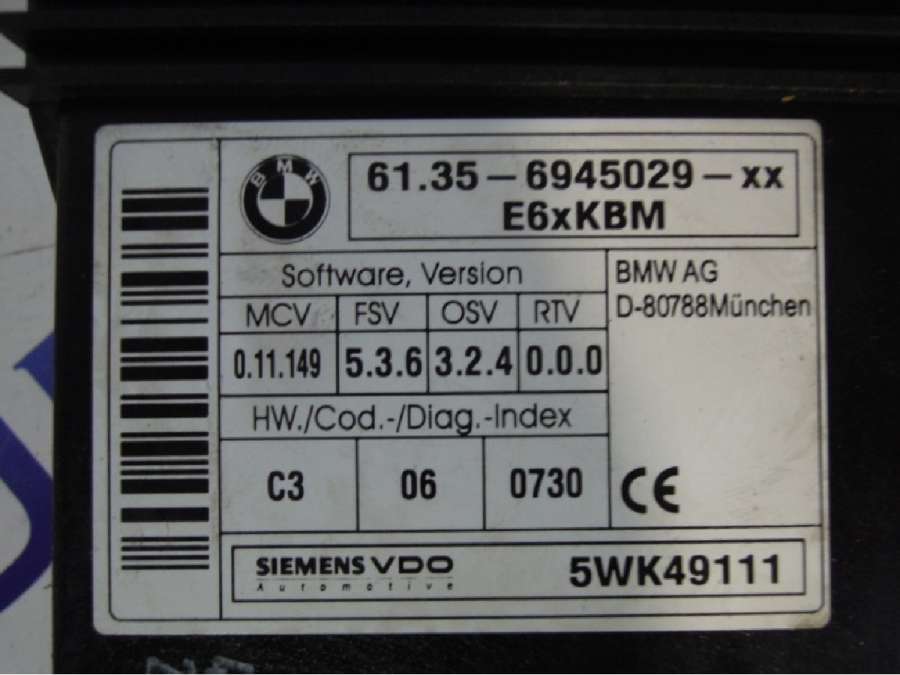 BMW
61.35 – 6945029 – xx
E6xKBM
Software, Version
MCV FSV OSV RTV
0.11.149 5.3.6 3.2.4 0.0.0
BMW AG
D-80788München
HW./Cod.-/Diag.-Index
C3 06 0730
CE
SIEMENS VDO
Automotive
5WK49111